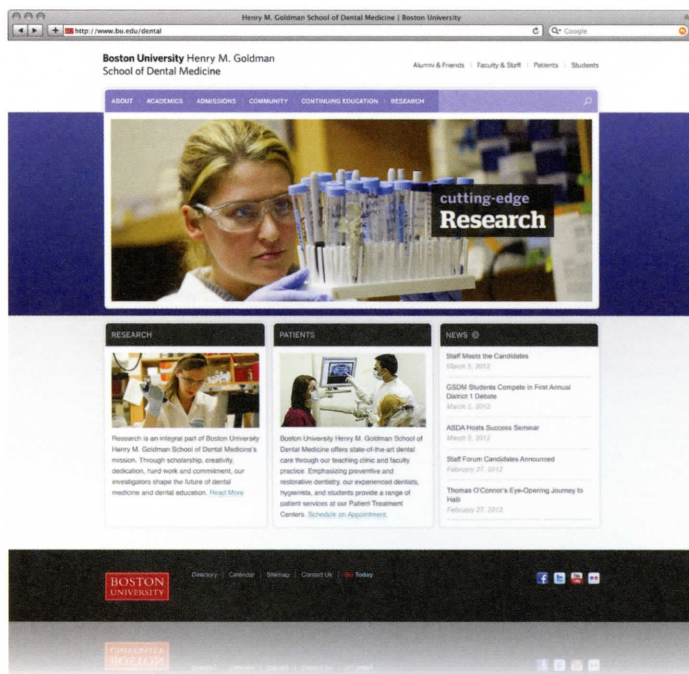 Henry M. Goldman School of Dental Medicine | Boston University
http://www.bu.edu/dental
Google
Boston University Henry M. Goldman
School of Dental Medicine
Alumni & Friends | Faculty & Staff | Patients | Students
ABOUT
ACADEMICS
ADMISSIONS
COMMUNITY
CONTINUING EDUCATION
RESEARCH
cutting-edge
Research
RESEARCH
Research is an integral part of Boston University
Henry M. Goldman School of Dental Medicine's
mission. Through scholarship, creativity,
dedication, hard work and commitment, our
investigators shape the future of dental
medicine and dental education. Read More
PATIENTS
Boston University Henry M. Goldman School of
Dental Medicine offers state-of-the-art dental
care through our teaching clinic and faculty
practice. Emphasizing preventive and
restorative dentistry, our experienced dentists,
hygienists, and students provide a range of
patient services at our Patient Treatment
Centers. Schedule an Appointment.
NEWS
Staff Meets the Candidates
March 5, 2012
GSDM Students Compete in First Annual
District 1 Debate
March 5, 2012
ASDA Hosts Success Seminar
March 2, 2012
Staff Forum Candidates Announced
February 27, 2012
Thomas O'Connor's Eye-Opening Journey to
Haiti
February 27, 2012
BOSTON
UNIVERSITY
Directory | Calendar | Sitemap | Contact Us | BU Today